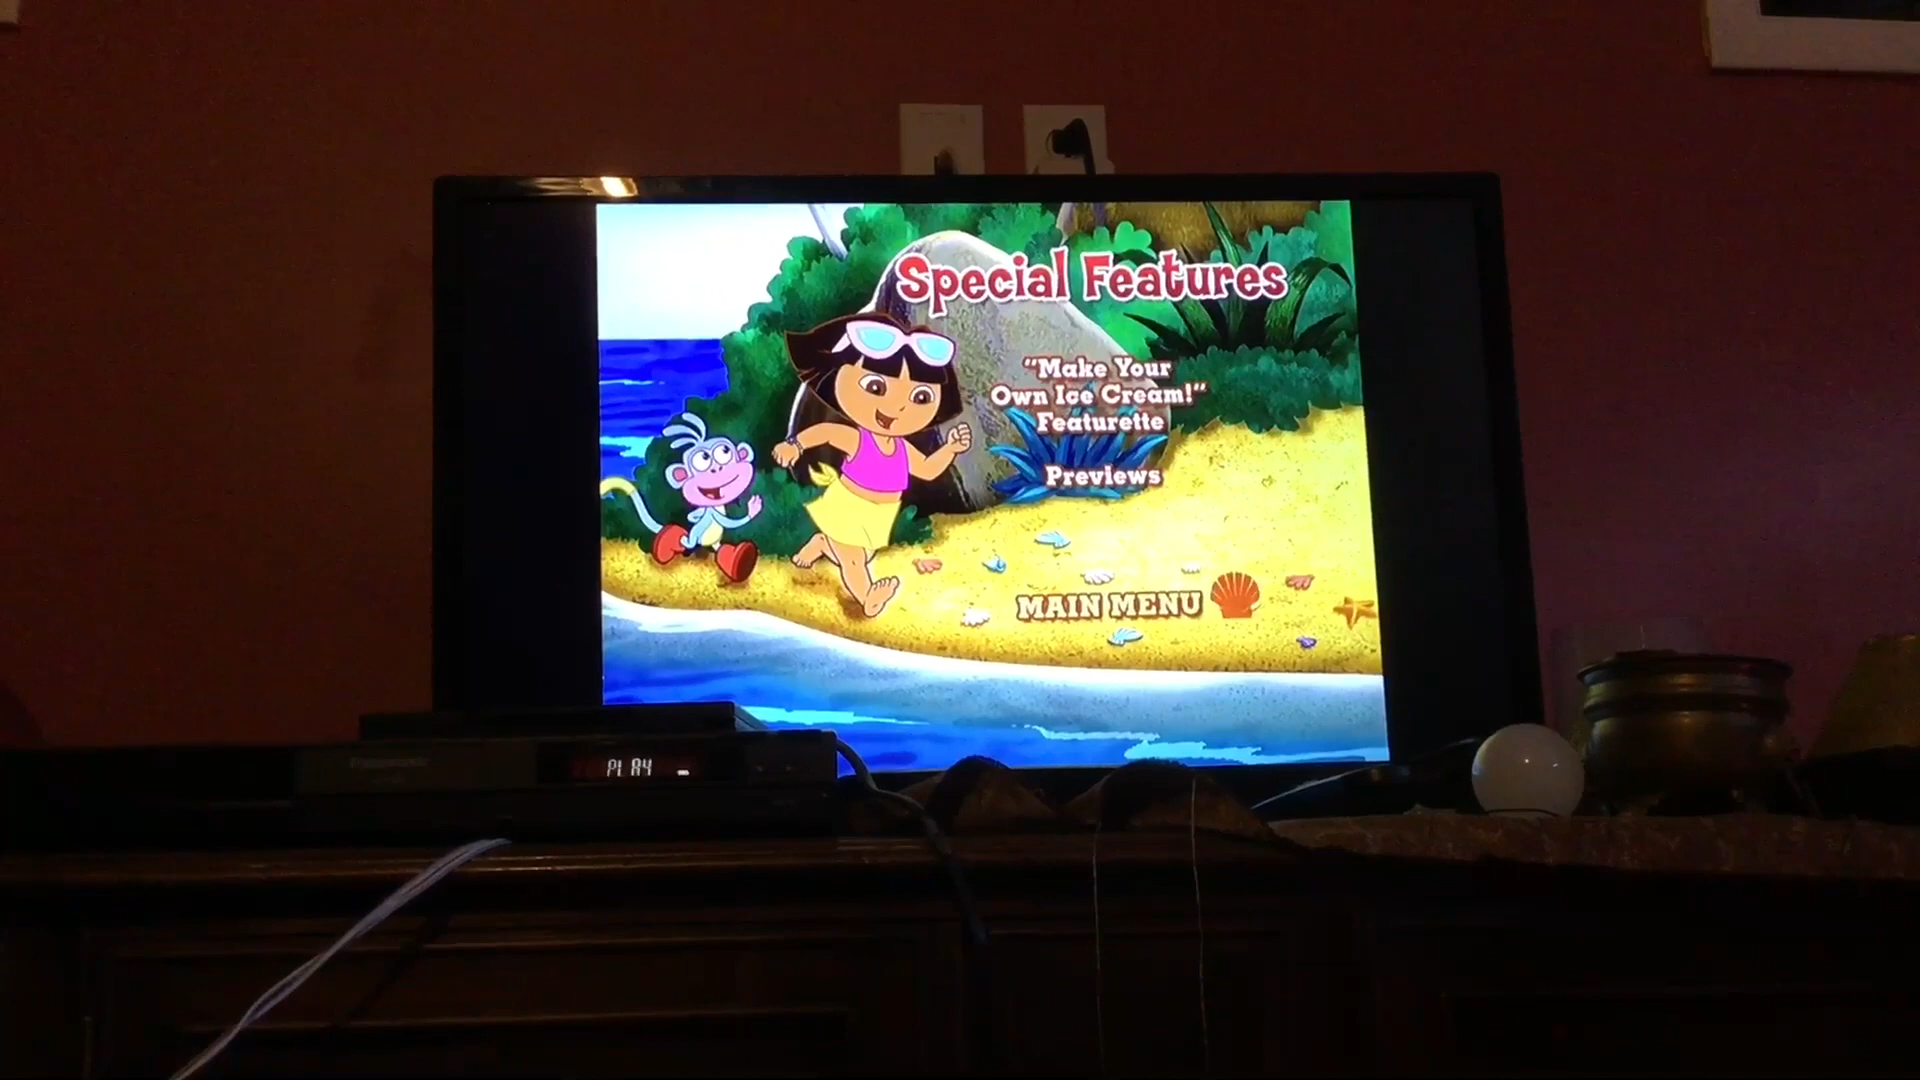 Special Features
"Make Your
Own Ice Cream!"
Featurette
Previews
MAIN MENU
PLAY